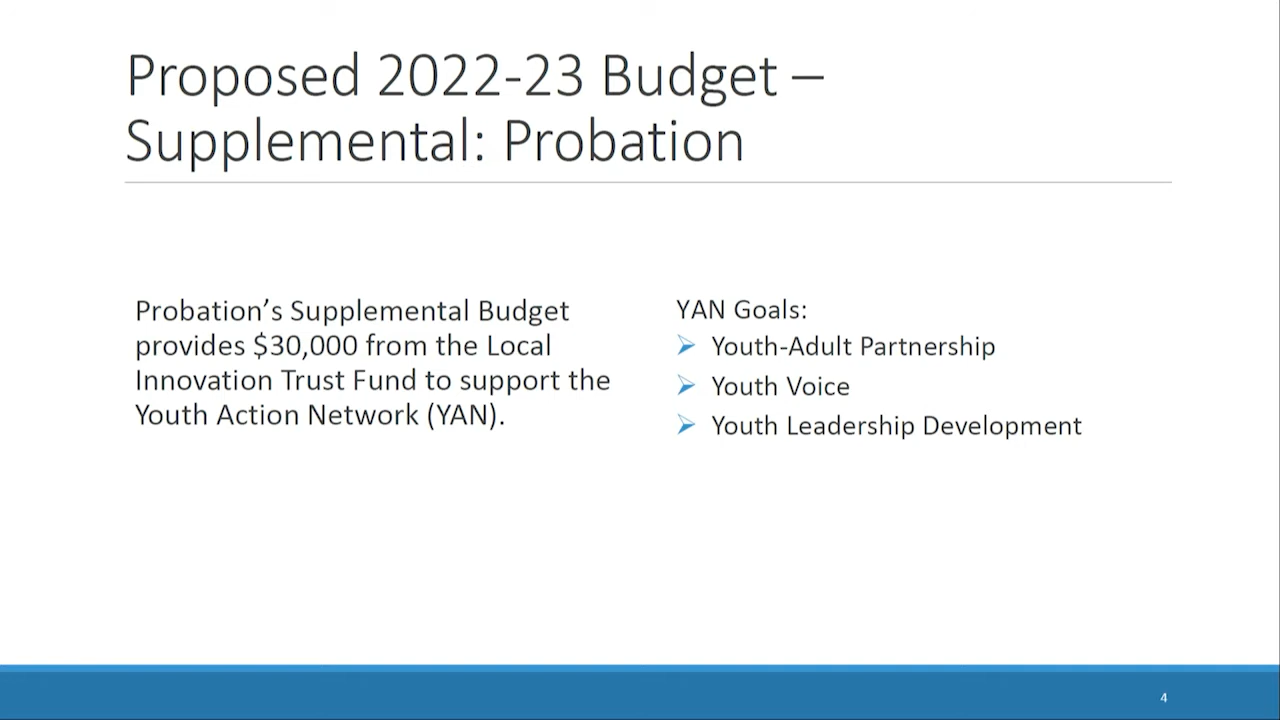 Proposed 2022-23 Budget –
Supplemental: Probation
Probation’s Supplemental Budget
provides $30,000 from the Local
Innovation Trust Fund to support the
Youth Action Network (YAN).
YAN Goals:
Youth-Adult Partnership
Youth Voice
Youth Leadership Development
4